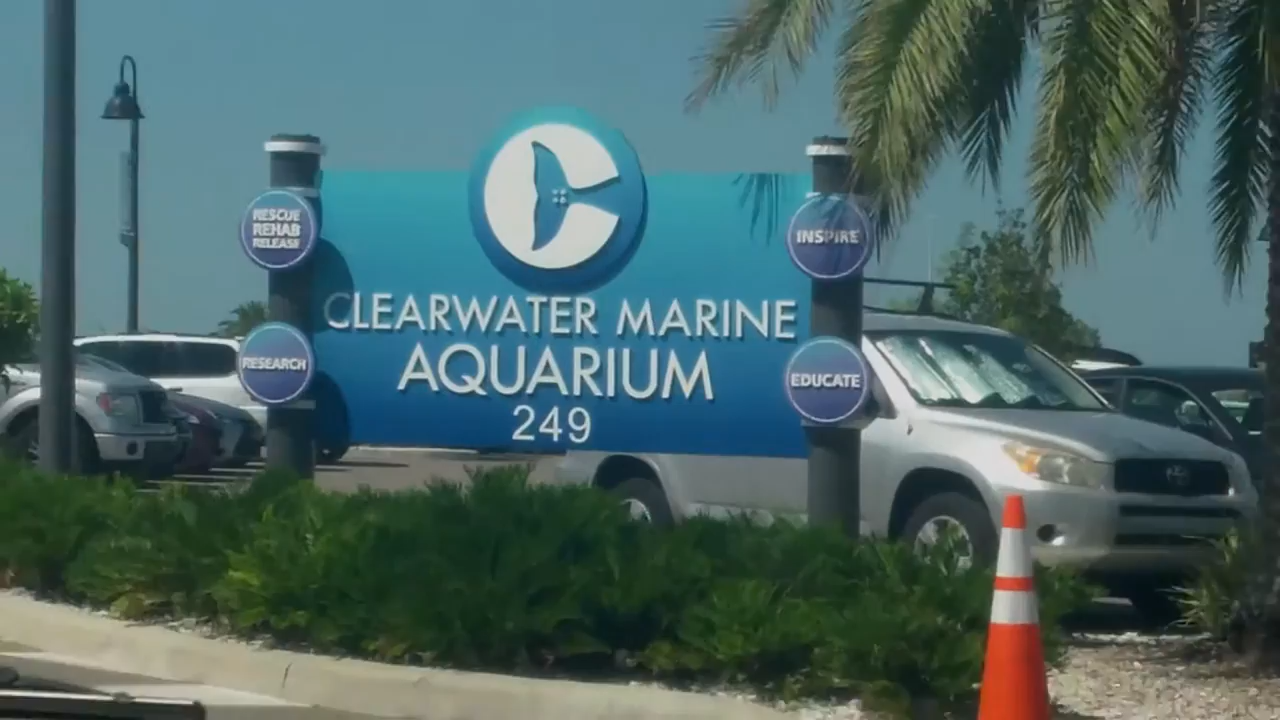 RESCUE
REHAB
RELEASE
INSPIRE
CLEARWATER MARINE
AQUARIUM
249
RESEARCH
EDUCATE